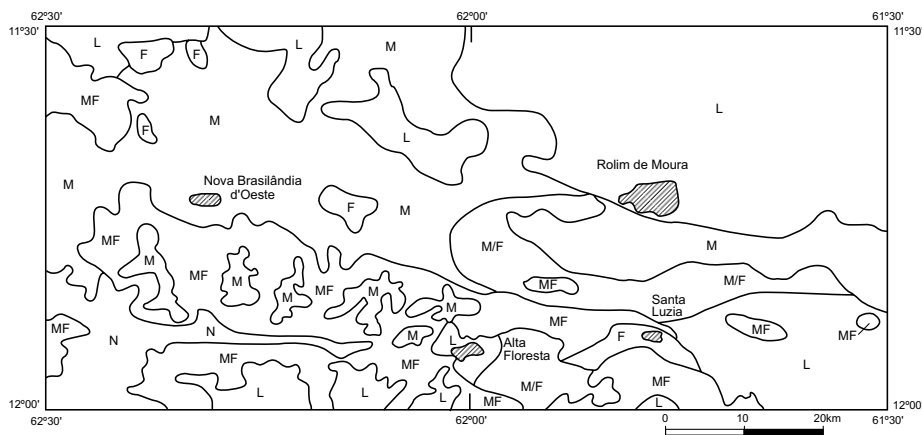 62°30' 62°00' 61°30'
11°30' 11°30'
L L M
F F
MF
M L
F L
Rolim de Moura
M Nova Brasilândia
d'Oeste
F M
MF M/F M
M MF M MF M/F
M M MF
M Santa
Luzia
MF N N MF MF MF
M L Alta
Floresta F
MF MF L
L L L M/F MF
MF L
12°00' 12°00'
62°30' 62°00' 0 10 20km 61°30'